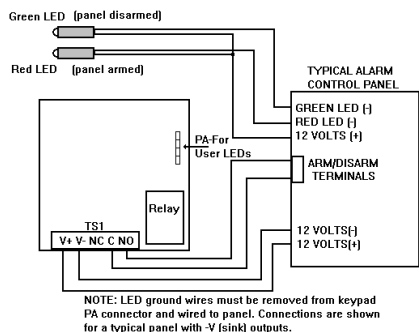 Green LED (panel disarmed)
Red LED (panel armed)
TYPICAL ALARM
CONTROL PANEL
GREEN LED (-)
RED LED (-)
12 VOLTS (+)
PA-For
User LEDs
ARM/DISARM
TERMINALS
Relay
TS1
V+ V- NC C NO
12 VOLTS(-)
12 VOLTS(+)
NOTE: LED ground wires must be removed from keypad
PA connector and wired to panel. Connections are shown
for a typical panel with -V (sink) outputs.